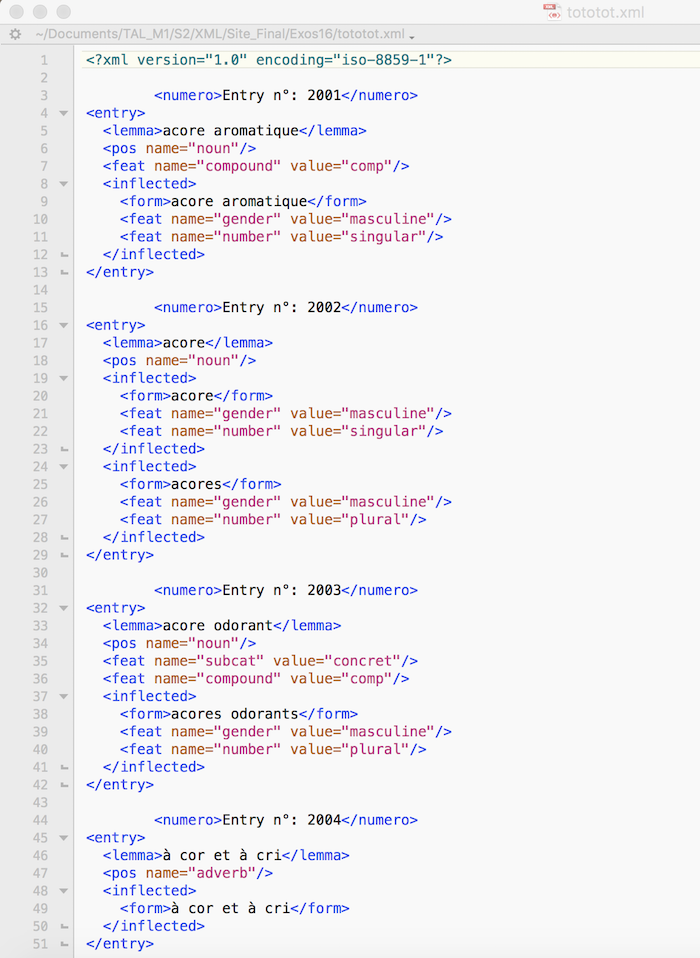 tototot.xml
~/Documents/TAL_M1/S2/XML/Site_Final/Exos16/tototot.xml
1 <?xml version="1.0" encoding="iso-8859-1"?>
2
3         <numero>Entry n°: 2001</numero>
4 <entry>
5   <lemma>acore aromatique</lemma>
6   <pos name="noun"/>
7   <feat name="compound" value="comp"/>
8   <inflected>
9     <form>acore aromatique</form>
10     <feat name="gender" value="masculine"/>
11     <feat name="number" value="singular"/>
12   </inflected>
13 </entry>
14
15         <numero>Entry n°: 2002</numero>
16 <entry>
17   <lemma>acore</lemma>
18   <pos name="noun"/>
19   <inflected>
20     <form>acore</form>
21     <feat name="gender" value="masculine"/>
22     <feat name="number" value="singular"/>
23   </inflected>
24   <inflected>
25     <form>acores</form>
26     <feat name="gender" value="masculine"/>
27     <feat name="number" value="plural"/>
28   </inflected>
29 </entry>
30
31         <numero>Entry n°: 2003</numero>
32 <entry>
33   <lemma>acore odorant</lemma>
34   <pos name="noun"/>
35   <feat name="subcat" value="concret"/>
36   <feat name="compound" value="comp"/>
37   <inflected>
38     <form>acores odorants</form>
39     <feat name="gender" value="masculine"/>
40     <feat name="number" value="plural"/>
41   </inflected>
42 </entry>
43
44         <numero>Entry n°: 2004</numero>
45 <entry>
46   <lemma>à cor et à cri</lemma>
47   <pos name="adverb"/>
48   <inflected>
49     <form>à cor et à cri</form>
50   </inflected>
51 </entry>